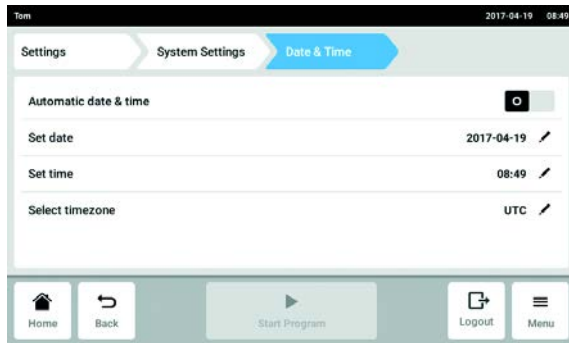 Tom 2017-04-19 08:49
Settings System Settings Date & Time
Automatic date & time O
Set date 2017-04-19
Set time 08:49
Select timezone UTC
Home Back Start Program Logout Menu